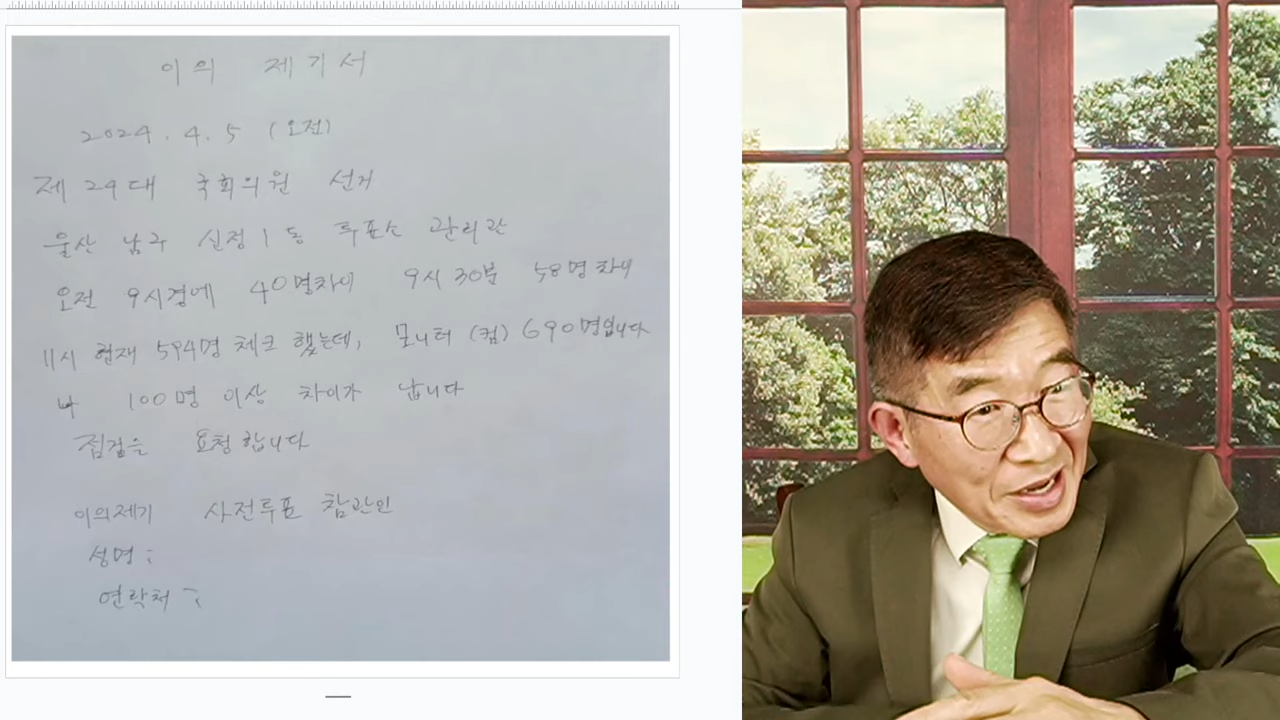 이의 제기서
2024. 4. 5 (오전)
제 29대 국회의원 선거
울산 남구 신정1동 투표소 관리관
오전 9시경에 40명차이 9시 30분 58명 차이
11시 현재 594명 체크 했는데, 모니터 (컴) 690명입니다
100명 이상 차이가 납니다
점검을 요청합니다
이의제기 사전투표 참관인
성명 :
연락처 :